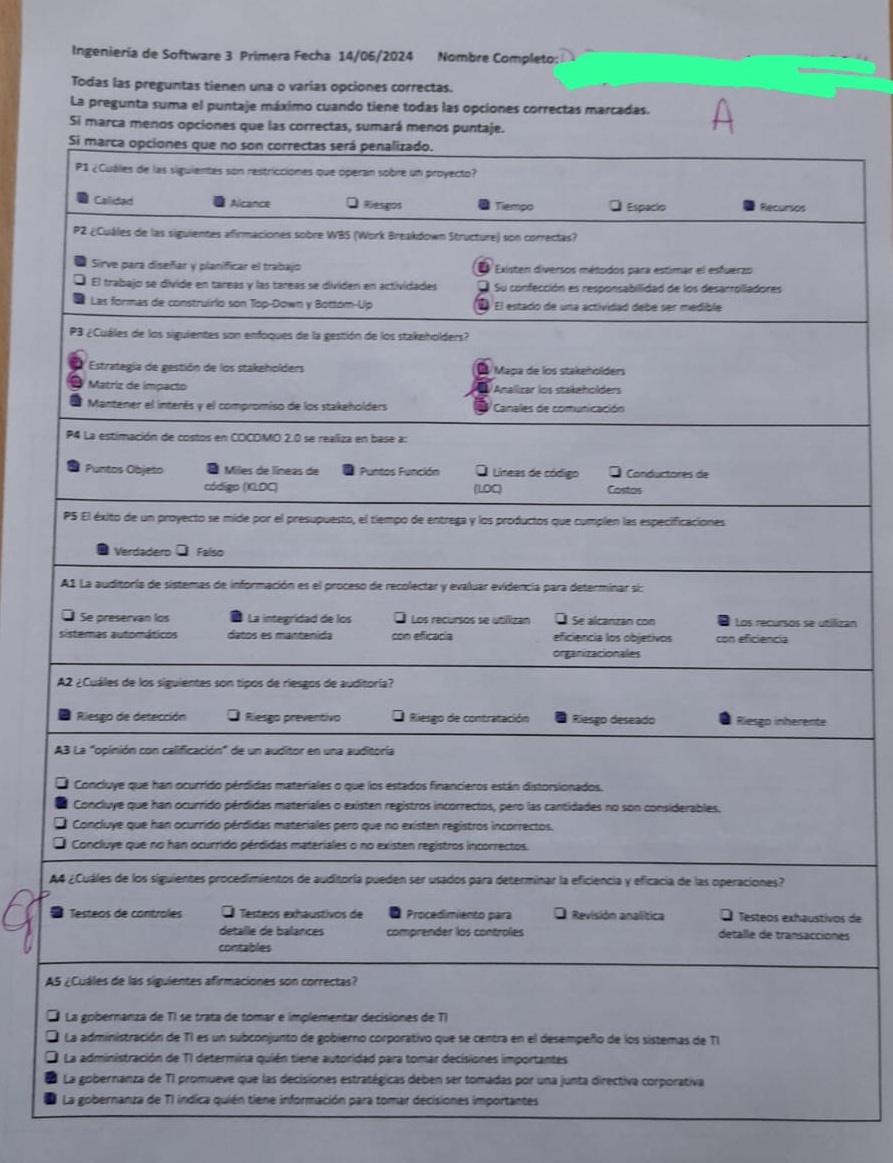 Ingeniería de Software 3 Primera Fecha 14/06/2024 Nombre Completo:
Todas las preguntas tienen una o varias opciones correctas.
La pregunta suma el puntaje máximo cuando tiene todas las opciones correctas marcadas.
Si marca menos opciones que las correctas, sumará menos puntaje.
Si marca opciones que no son correctas será penalizado.
A
P1 ¿Cuáles de las siguientes son restricciones que operan sobre un proyecto?
Calidad Alcance Riesgos Tiempo Espacio Recursos
P2 ¿Cuáles de las siguientes afirmaciones sobre WBS (Work Breakdown Structure) son correctas?
Sirve para diseñar y planificar el trabajo Existen diversos métodos para estimar el esfuerzo
El trabajo se divide en tareas y las tareas se dividen en actividades Su confección es responsabilidad de los desarrolladores
Las formas de construirlo son Top-Down y Bottom-Up El estado de una actividad debe ser medible
P3 ¿Cuáles de los siguientes son enfoques de la gestión de los stakeholders?
Estrategia de gestión de los stakeholders Mapa de los stakeholders
Matriz de impacto Analizar los stakeholders
Mantener el interés y el compromiso de los stakeholders Canales de comunicación
P4 La estimación de costos en COCOMO 2.0 se realiza en base a:
Puntos Objeto Miles de líneas de Puntos Función Líneas de código Conductores de
código (KLOC) (LOC) Costos
P5 El éxito de un proyecto se mide por el presupuesto, el tiempo de entrega y los productos que cumplen las especificaciones
Verdadero Falso
A1 La auditoría de sistemas de información es el proceso de recolectar y evaluar evidencia para determinar si:
Se preservan los La integridad de los Los recursos se utilizan Se alcanzan con Los recursos se utilizan
sistemas automáticos datos es mantenida con eficacia eficiencia los objetivos con eficiencia
organizacionales
A2 ¿Cuáles de los siguientes son tipos de riesgos de auditoría?
Riesgo de detección Riesgo preventivo Riesgo de contratación Riesgo deseado Riesgo inherente
A3 La "opinión con calificación" de un auditor en una auditoría
Concluye que han ocurrido pérdidas materiales o que los estados financieros están distorsionados.
Concluye que han ocurrido pérdidas materiales o existen registros incorrectos, pero las cantidades no son considerables.
Concluye que han ocurrido pérdidas materiales pero que no existen registros incorrectos.
Concluye que no han ocurrido pérdidas materiales o no existen registros incorrectos.
A4 ¿Cuáles de los siguientes procedimientos de auditoría pueden ser usados para determinar la eficiencia y eficacia de las operaciones?
Testeos de controles Testeos exhaustivos de Procedimiento para Revisión analítica Testeos exhaustivos de
detalle de balances comprender los controles detalle de transacciones
contables
A5 ¿Cuáles de las siguientes afirmaciones son correctas?
La gobernanza de TI se trata de tomar e implementar decisiones de TI
La administración de TI es un subconjunto de gobierno corporativo que se centra en el desempeño de los sistemas de TI
La administración de TI determina quién tiene autoridad para tomar decisiones importantes
La gobernanza de TI promueve que las decisiones estratégicas deben ser tomadas por una junta directiva corporativa
La gobernanza de TI indica quién tiene información para tomar decisiones importantes